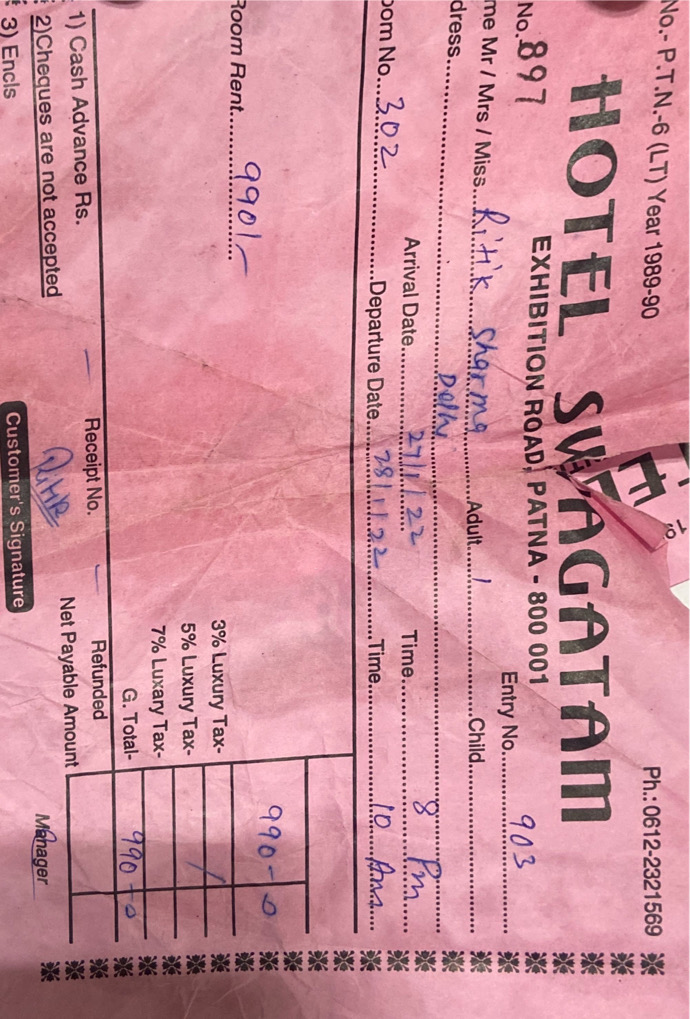 No.- P.T.N.-6 (LT) Year 1989-90 Ph.: 0612-2321569
HOTEL SWAGATAM
EXHIBITION ROAD, PATNA - 800 001
No. 897 Entry No. 903
me Mr / Mrs / Miss Ritik Sharma Adult 1 Child
dress Delhi
Arrival Date 27/1/22 Time 8 Pm
oom No. 302 Departure Date 28/1/22 Time 10 Am
Room Rent 990/- 990-0
3% Luxury Tax-
5% Luxury Tax-
7% Luxary Tax-
G. Total- 990-0
1) Cash Advance Rs. - Receipt No. - Refunded
2)Cheques are not accepted Ritik Net Payable Amount
3) Encls Customer's Signature Manager